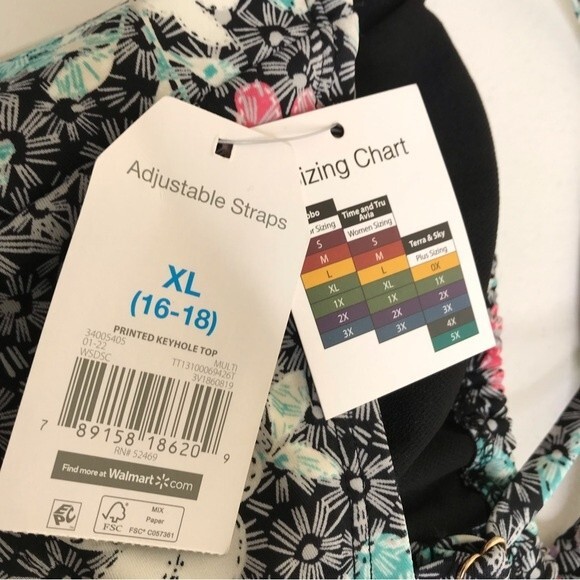 Adjustable Straps
XL
(16-18)
PRINTED KEYHOLE TOP
34005405
01-22
WSDSC
MULTI
TT13100069426T
3V1860819
7 89158 18620 9
RN# 52469
Find more at Walmart.com
FSC
MIX
Paper
FSC® C057361
izing Chart
Sizing
S
M
L
XL
1X
2X
3X
Time and Tru
Avia
Women Sizing
S
M
L
XL
1X
2X
3X
Terra & Sky
Plus Sizing
0X
1X
2X
3X
4X
5X